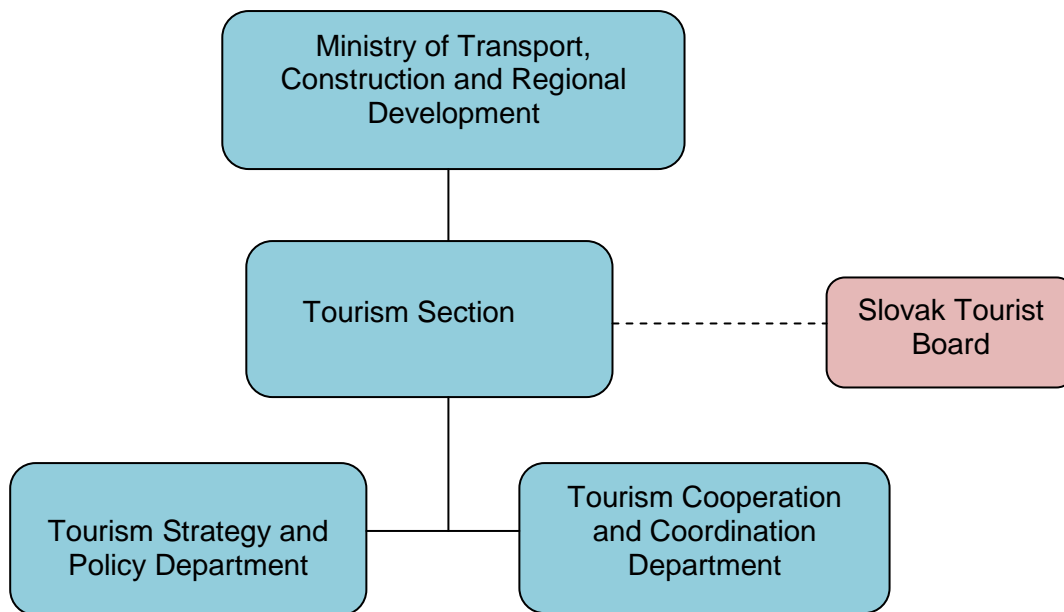 Ministry of Transport,
Construction and Regional
Development
Tourism Section
Slovak Tourist
Board
Tourism Strategy and
Policy Department
Tourism Cooperation
and Coordination
Department